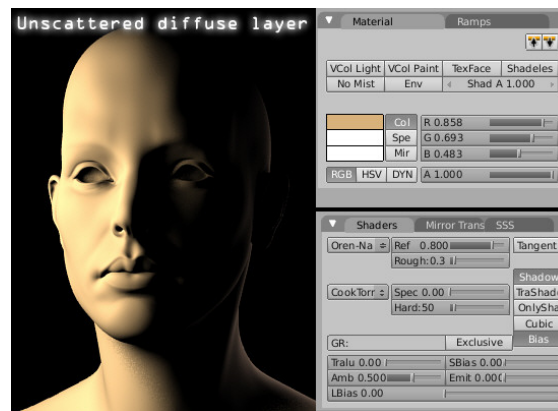 Unscattered diffuse layer
Material Ramps
VCol Light VCol Paint TexFace Shadeles
No Mist Env Shad A 1.000
Col R 0.858
Spe G 0.693
Mir B 0.483
RGB HSV DYN A 1.000
Shaders Mirror Trans SSS
Oren-Na Ref 0.800 Tangent
Rough:0.3
Shadow
CookTorr Spec 0.00 TraShado
Hard:50 OnlySha
Cubic
GR: Exclusive Bias
Tralu 0.00 SBias 0.00
Amb 0.500 Emit 0.000
LBias 0.00